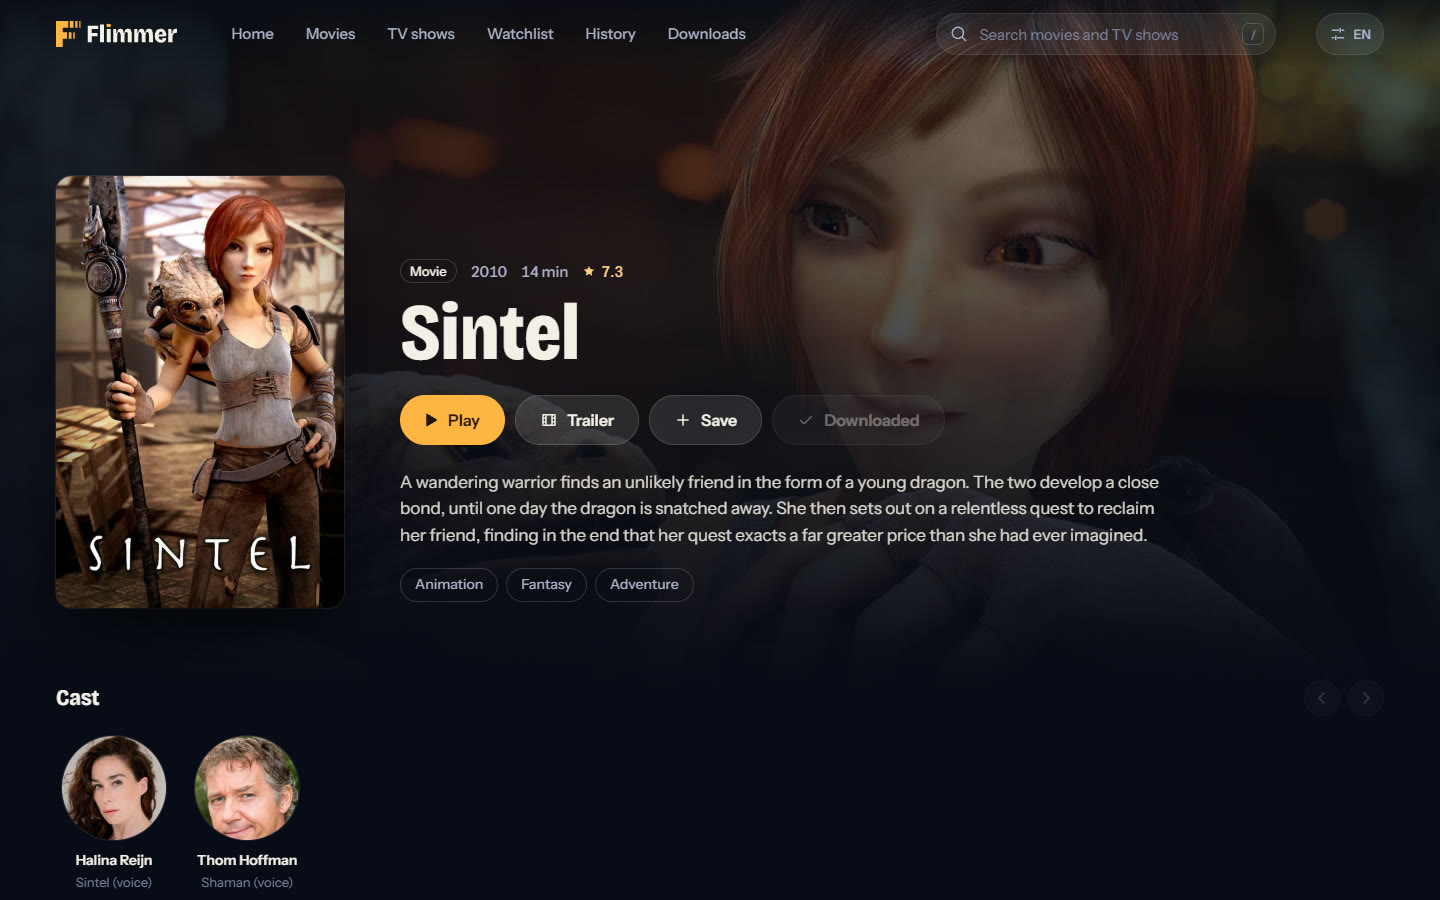 Flimmer
Home
Movies
TV shows
Watchlist
History
Downloads
Search movies and TV shows
/
EN
SINTEL
Movie
2010
14 min
7.3
Sintel
Play
Trailer
Save
Downloaded
A wandering warrior finds an unlikely friend in the form of a young dragon. The two develop a close
bond, until one day the dragon is snatched away. She then sets out on a relentless quest to reclaim
her friend, finding in the end that her quest exacts a far greater price than she had ever imagined.
Animation
Fantasy
Adventure
Cast
Halina Reijn
Sintel (voice)
Thom Hoffman
Shaman (voice)